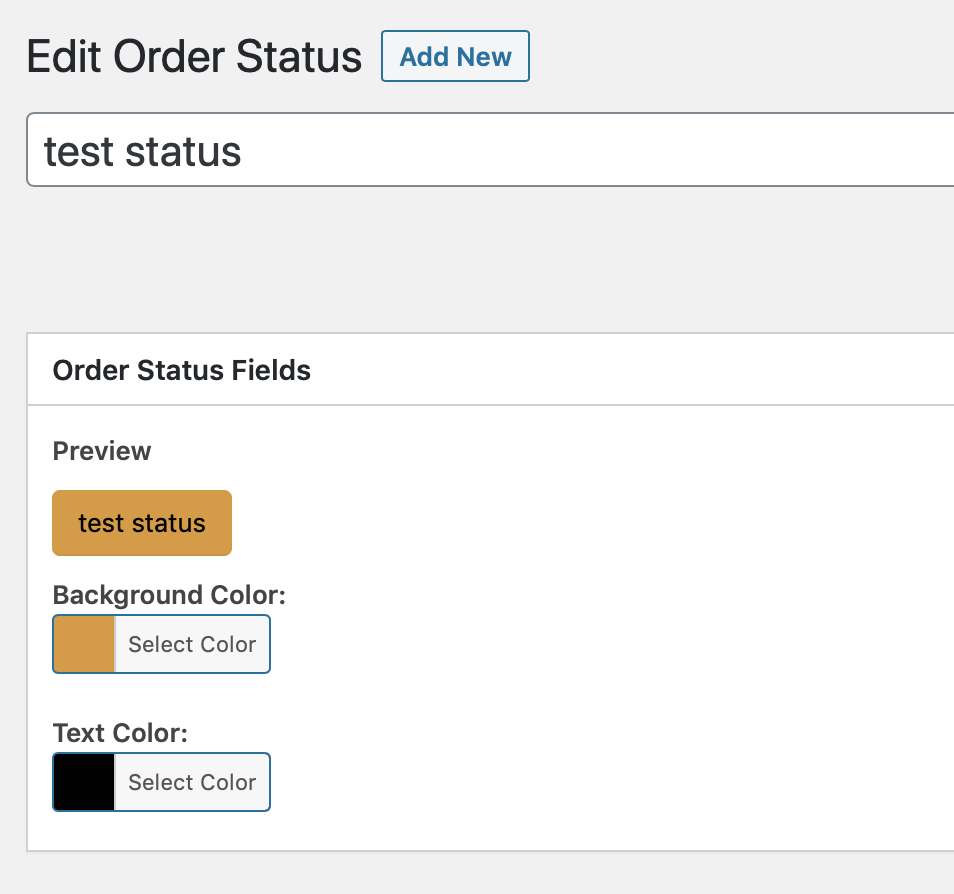 Edit Order Status Add New
test status
Order Status Fields
Preview
test status
Background Color:
Select Color
Text Color:
Select Color